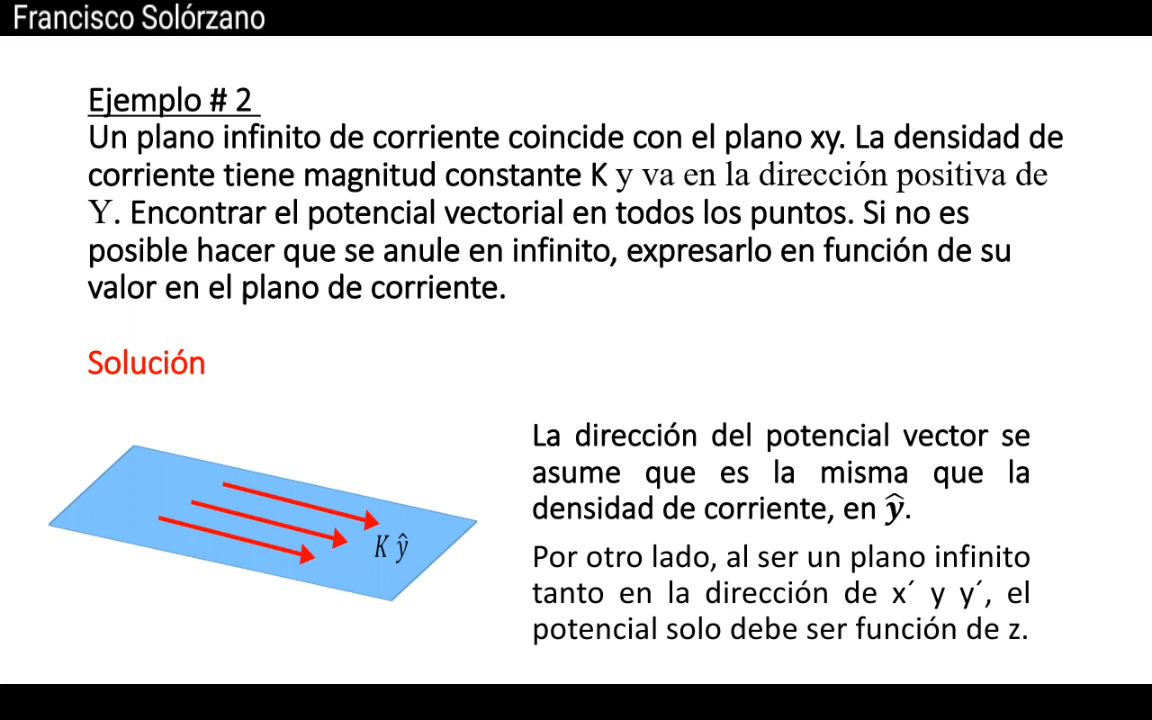 Francisco Solórzano
Ejemplo # 2
Un plano infinito de corriente coincide con el plano xy. La densidad de
corriente tiene magnitud constante K y va en la dirección positiva de
Y. Encontrar el potencial vectorial en todos los puntos. Si no es
posible hacer que se anule en infinito, expresarlo en función de su
valor en el plano de corriente.
Solución
La dirección del potencial vector se
asume que es la misma que la
densidad de corriente, en ŷ.
K ŷ
Por otro lado, al ser un plano infinito
tanto en la dirección de x´ y y´, el
potencial solo debe ser función de z.